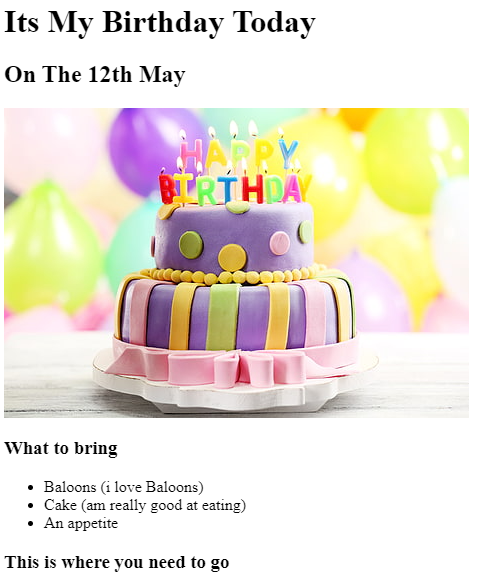 Its My Birthday Today
On The 12th May
HAPPY
BIRTHDAY
What to bring
Baloons (i love Baloons)
Cake (am really good at eating)
An appetite
This is where you need to go